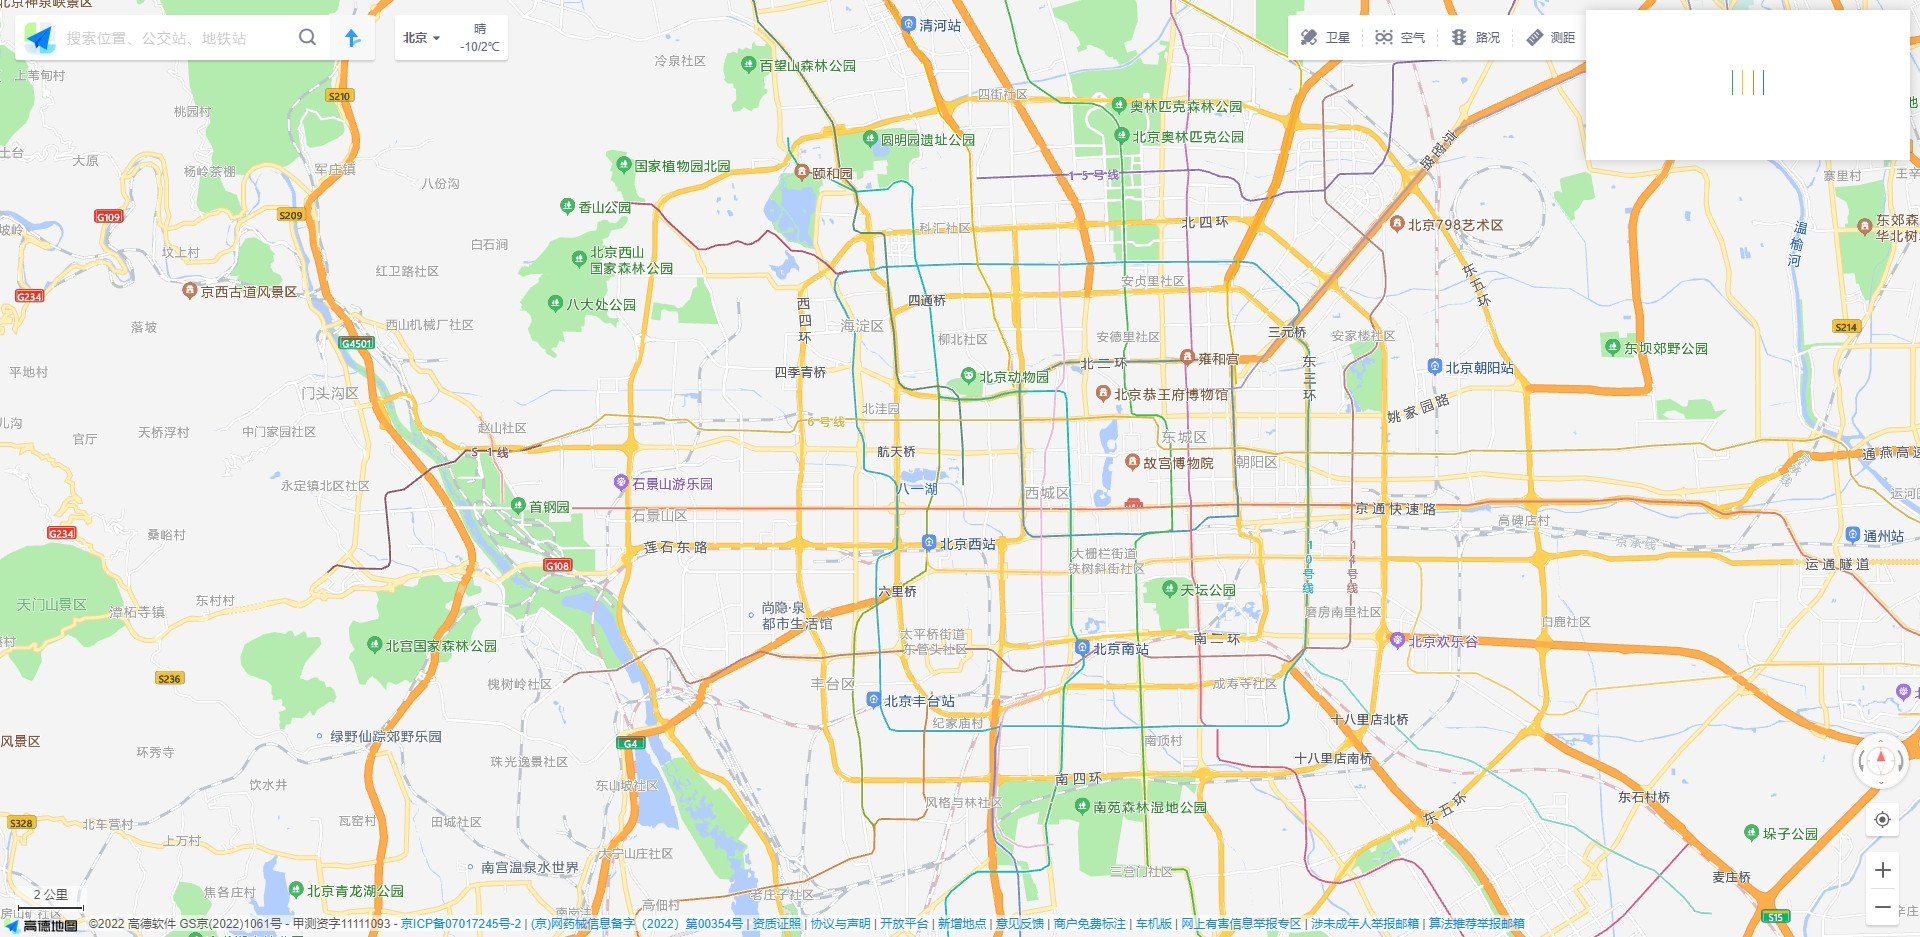 北京神泉峡景区
搜索位置、公交站、地铁站
北京
晴
-10/2℃
卫星
空气
路况
测距
清河站
冷泉社区
百望山森林公园
上苇甸村
桃园村
S210
四街社区
奥林匹克森林公园
北京奥林匹克公园
圆明园遗址公园
京密路
土台
大原
杨岭茶棚
军庄镇
八份沟
国家植物园北园
颐和园
15号线
寨里村
王辛
G109
S209
香山公园
科汇社区
北四环
北京798艺术区
东郊森
华北树
温榆河
坟上村
白石涧
北京西山
国家森林公园
红卫路社区
安贞里社区
东五环
G234
京西古道风景区
八大处公园
西四环
四通桥
落坡
西山机械厂社区
海淀区
柳北社区
安德里社区
三元桥
安家楼社区
S214
G4501
东坝郊野公园
北二环
雍和宫
东三环
北京朝阳站
平地村
四季青桥
北京动物园
门头沟区
北京恭王府博物馆
姚家园路
北洼园
儿沟
官厅
天桥浮村
中门家园社区
赵山社区
6号线
东城区
S1线
航天桥
故宫博物院
朝阳区
通燕高速
永定镇北区社区
石景山游乐园
八一湖
西城区
运河
首钢园
石景山区
京通快速路
高碑店村
G234
桑峪村
莲石东路
北京西站
大栅栏街道
铁树斜街社区
京承线
通州站
运通隧道
G108
10号线
14号线
六里桥
天坛公园
天门山景区
潭柘寺镇
东村村
尚隐·泉
都市生活馆
磨房南里社区
白鹿社区
太平桥街道
东管头社区
南二环
北京南站
北京欢乐谷
北宫国家森林公园
S236
槐树岭社区
丰台区
成寿寺社区
北京丰台站
纪家庙村
十八里店北桥
风景区
绿野仙踪郊野乐园
环秀寺
G4
南顶村
珠光逸景社区
十八里店南桥
饮水井
东山坡社区
南四环
东石村桥
风格与林社区
南苑森林湿地公园
东五环
S328
北车营村
瓦窑村
田城社区
垛子公园
上万村
大宁山庄社区
南宫温泉水世界
三营门社区
麦庄桥
焦各庄村
北京青龙湖公园
老庄子社区
2 公里
高佃村
S15
高德地图
©2022 高德软件 GS京(2022)1061号 - 甲测资字11111093 - 京ICP备07017245号-2 | (京)网药械信息备字（2022）第00354号 | 资质证照 | 协议与声明 | 开放平台 | 新增地点 | 意见反馈 | 商户免费标注 | 车机版 | 网上有害信息举报专区 | 涉未成年人举报邮箱 | 算法推荐举报邮箱